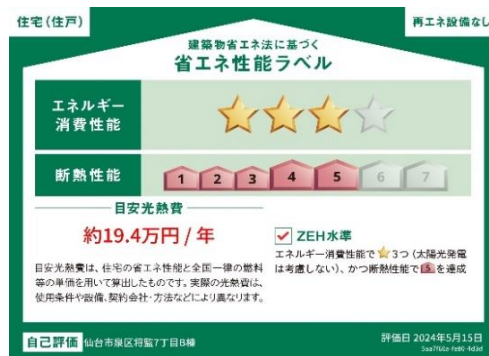 住宅(住戸)
再エネ設備なし
建築物省エネ法に基づく
省エネ性能ラベル
エネルギー
消費性能
断熱性能
1 2 3 4 5 6 7
目安光熱費
約19.4万円 / 年
目安光熱費は、住宅の省エネ性能と全国一律の燃料
等の単価を用いて算出したものです。実際の光熱費は、
使用条件や設備、契約会社・方法などにより異なります。
ZEH水準
エネルギー消費性能で⭐3つ(太陽光発電
は考慮しない)、かつ断熱性能で5を達成
自己評価 仙台市泉区将監7丁目B棟
評価日 2024年5月15日